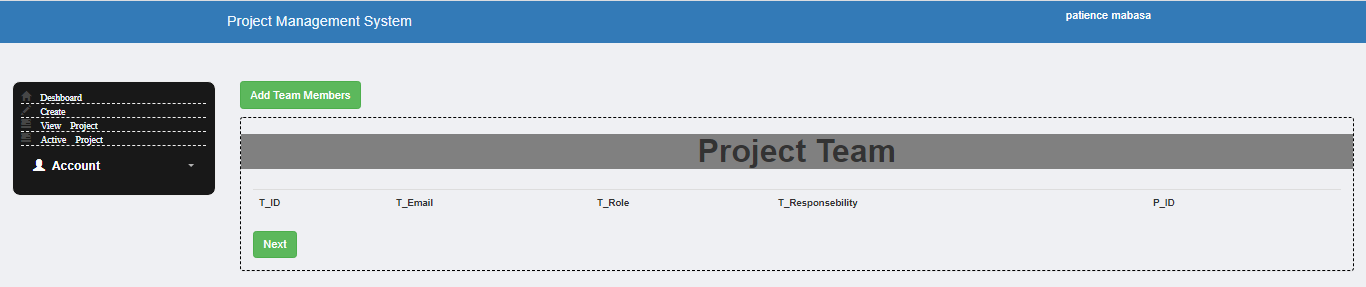 Project Management System
patience mabasa
Deshboard
Create
View Project
Active Project
Account
Add Team Members
Project Team
T_ID T_Email T_Role T_Responsebility P_ID
Next